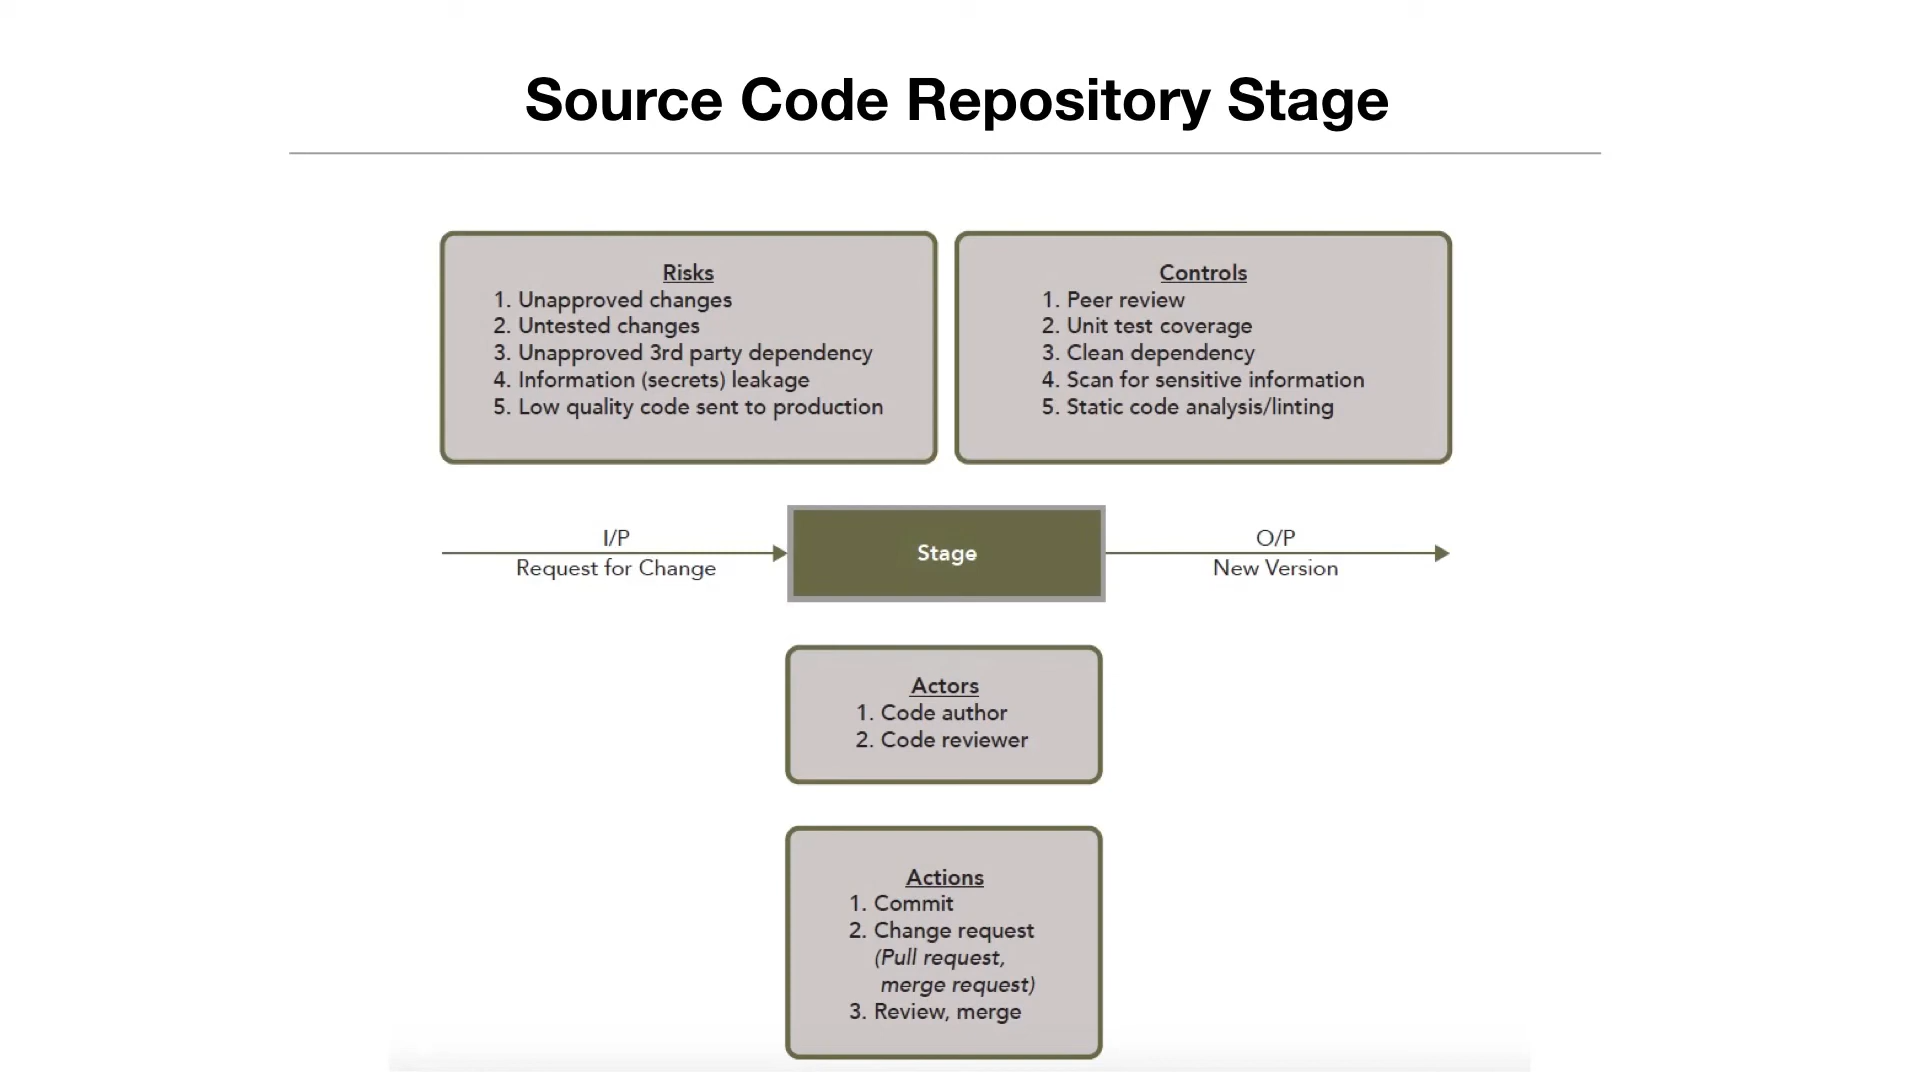 Source Code Repository Stage
Risks
1. Unapproved changes
2. Untested changes
3. Unapproved 3rd party dependency
4. Information (secrets) leakage
5. Low quality code sent to production
Controls
1. Peer review
2. Unit test coverage
3. Clean dependency
4. Scan for sensitive information
5. Static code analysis/linting
I/P
Request for Change
Stage
O/P
New Version
Actors
1. Code author
2. Code reviewer
Actions
1. Commit
2. Change request
(Pull request,
merge request)
3. Review, merge